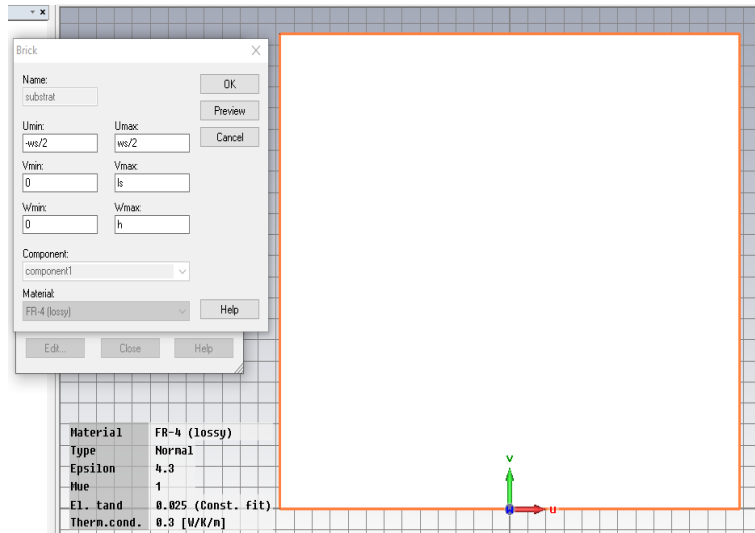 Brick
Name:
substrat
OK
Preview
Cancel
Umin:
Umax:
-ws/2
ws/2
Vmin:
Vmax:
0
ls
Wmin:
Wmax:
0
h
Component:
component1
Material:
FR-4 (lossy)
Help
Edit...
Close
Help
Material FR-4 (lossy)
Type Normal
Epsilon 4.3
Mue 1
El. tand 0.025 (Const. fit)
Therm.cond. 0.3 [W/K/m]
v
w
u